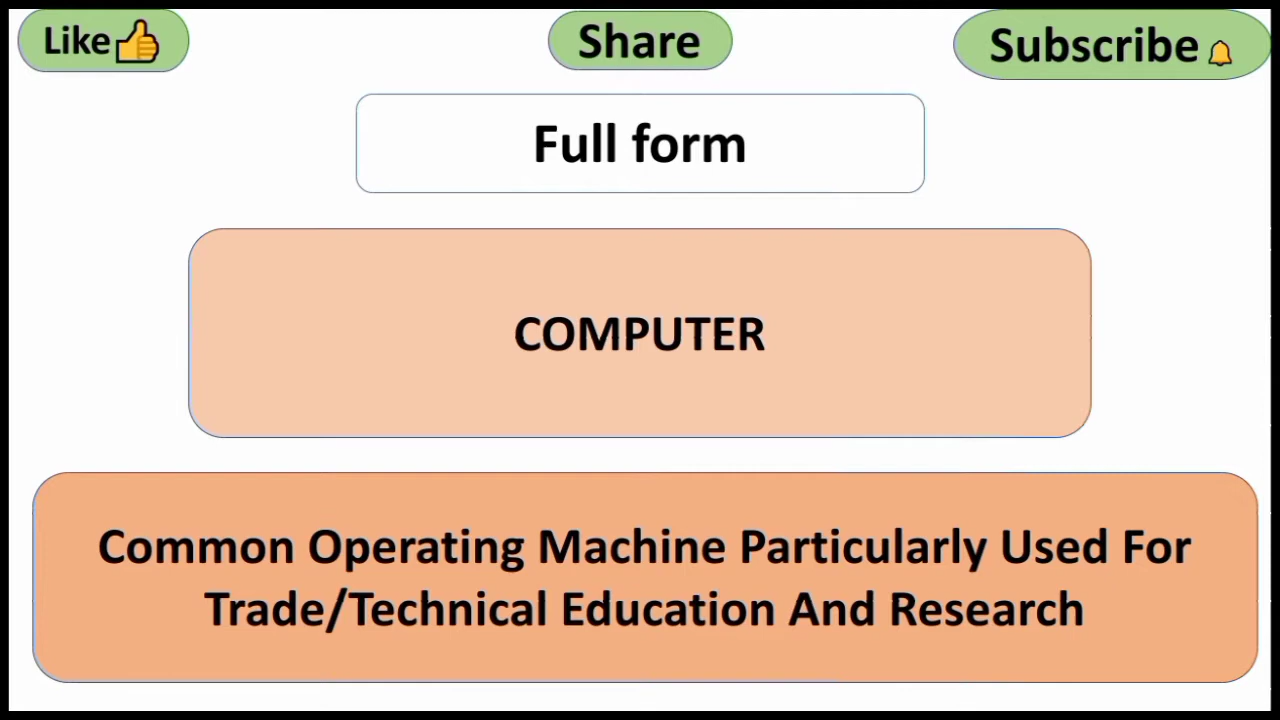 Like
Share
Subscribe
Full form
COMPUTER
Common Operating Machine Particularly Used For
Trade/Technical Education And Research